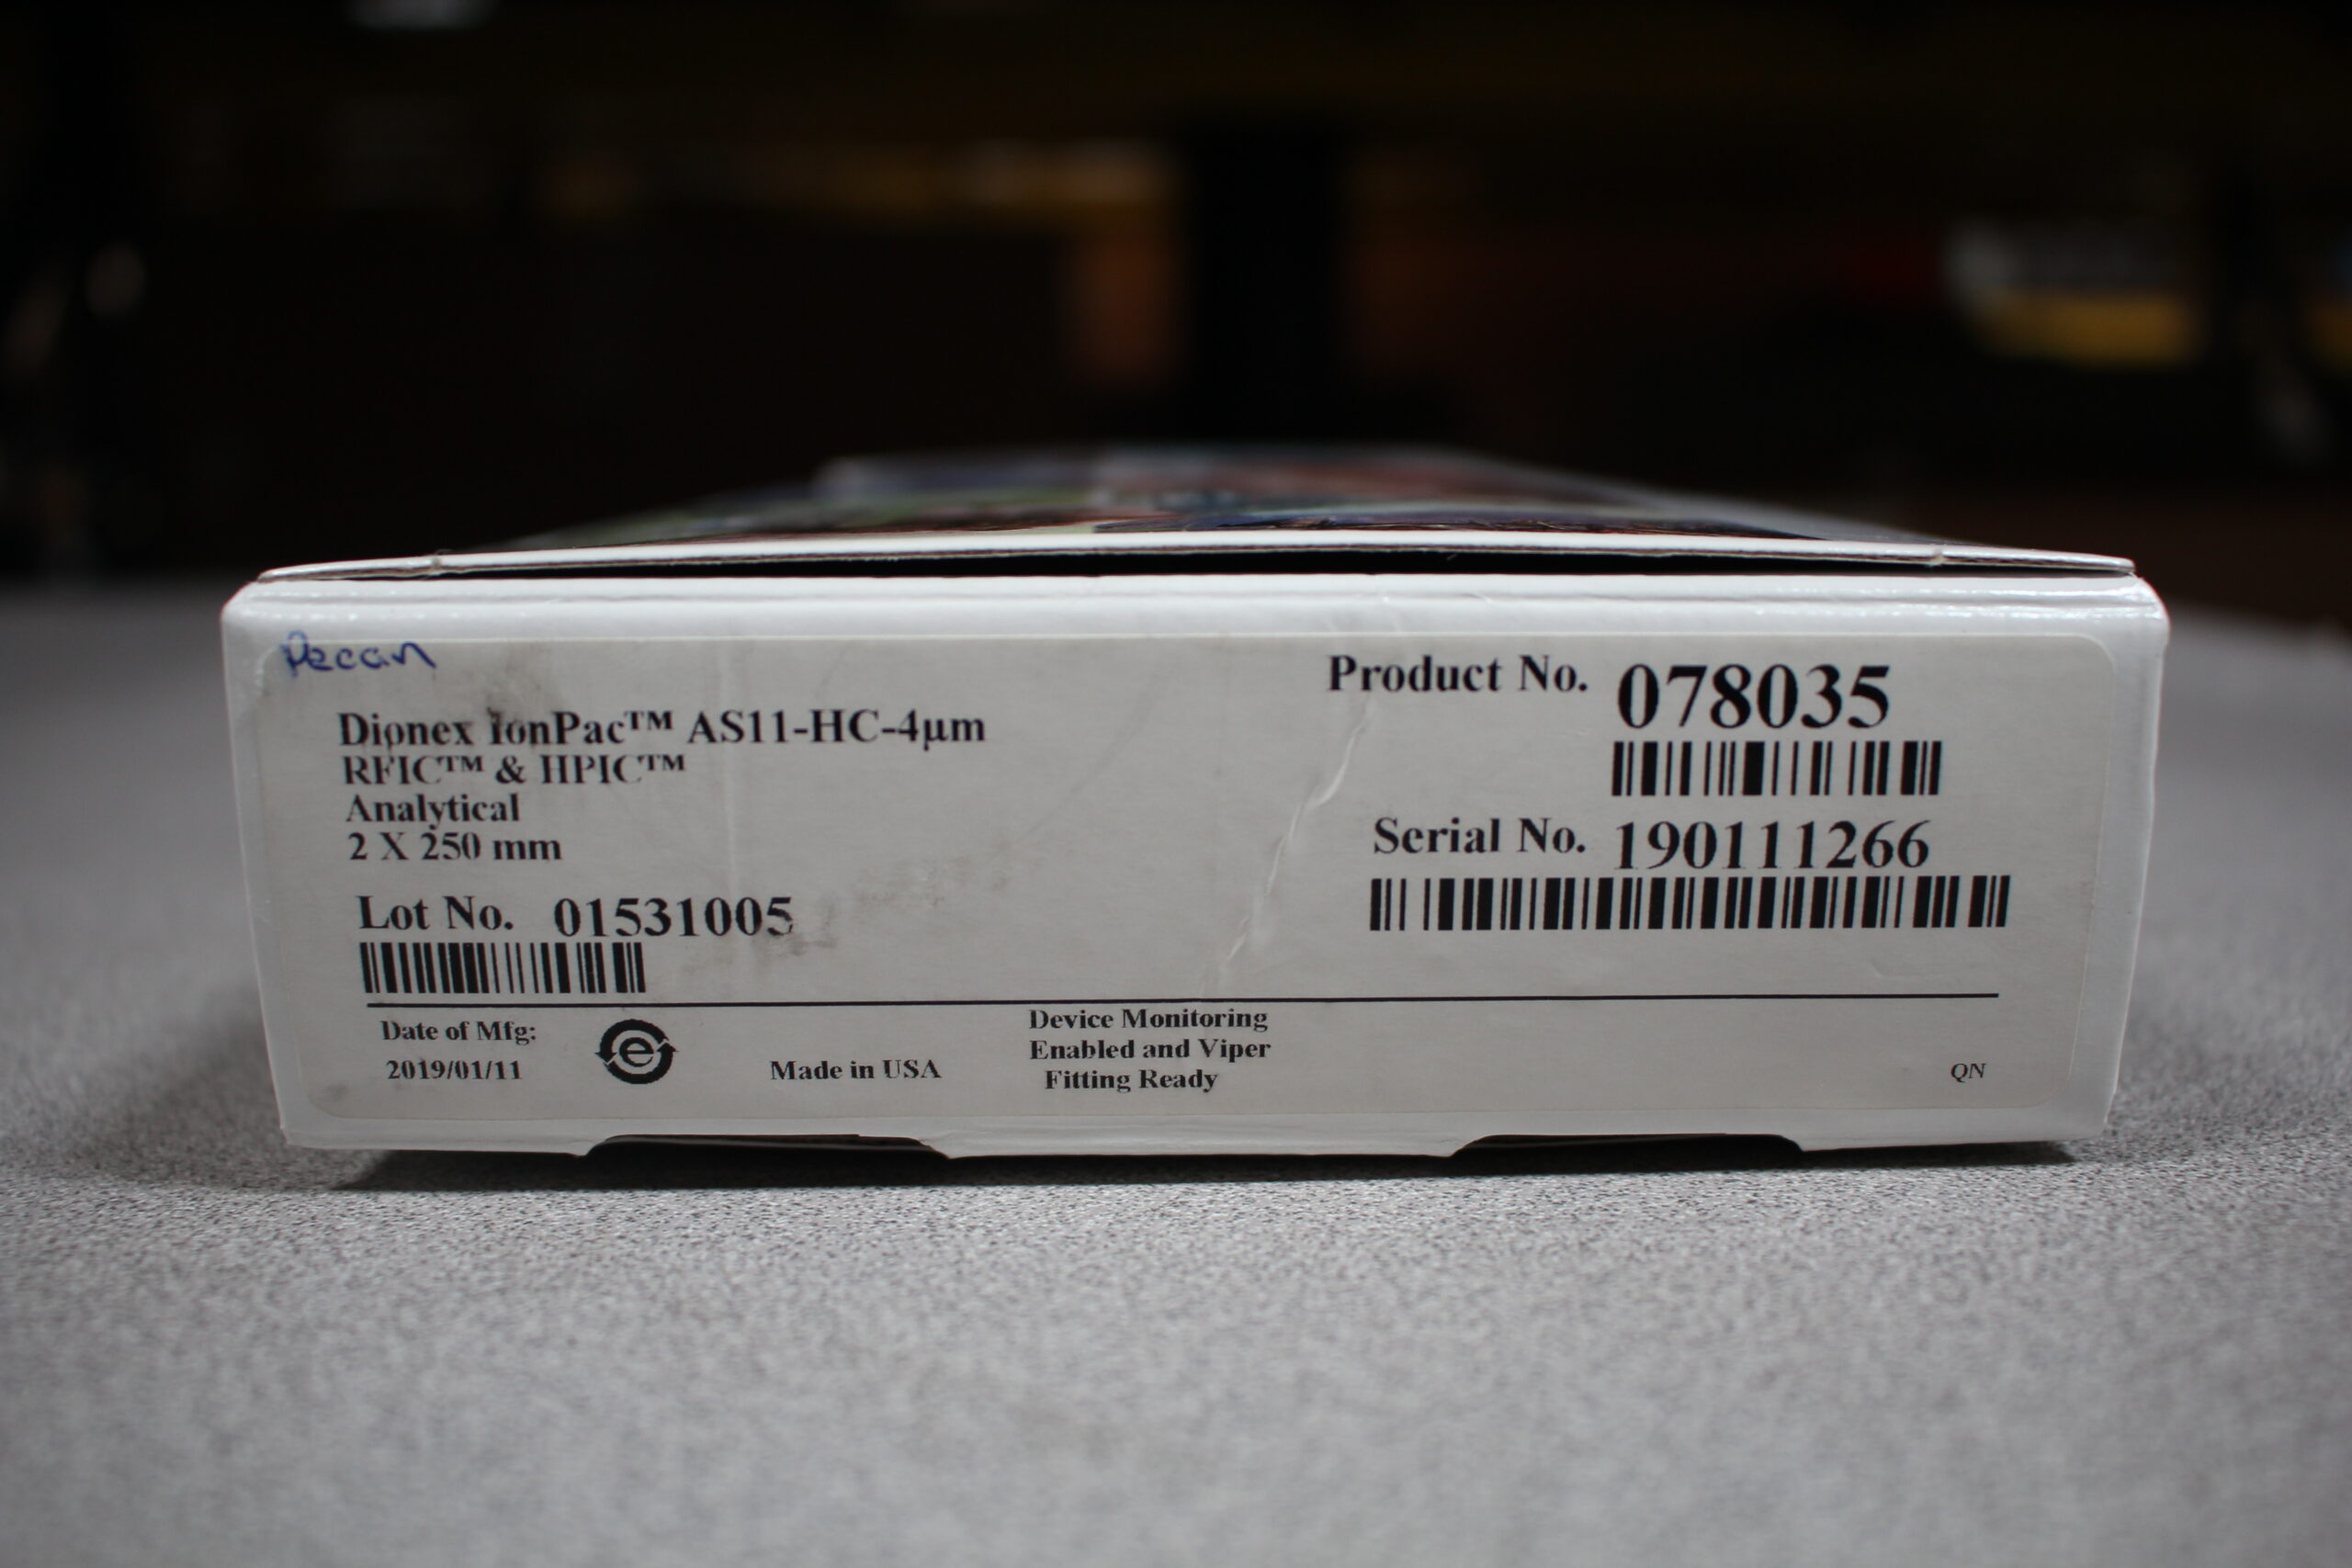 Pecan
Dionex IonPac™ AS11-HC-4µm
RFIC™ & HPIC™
Analytical
2 X 250 mm
Lot No. 01531005
Product No. 078035
Serial No. 190111266
Date of Mfg:
2019/01/11
e
Made in USA
Device Monitoring
Enabled and Viper
Fitting Ready
QN